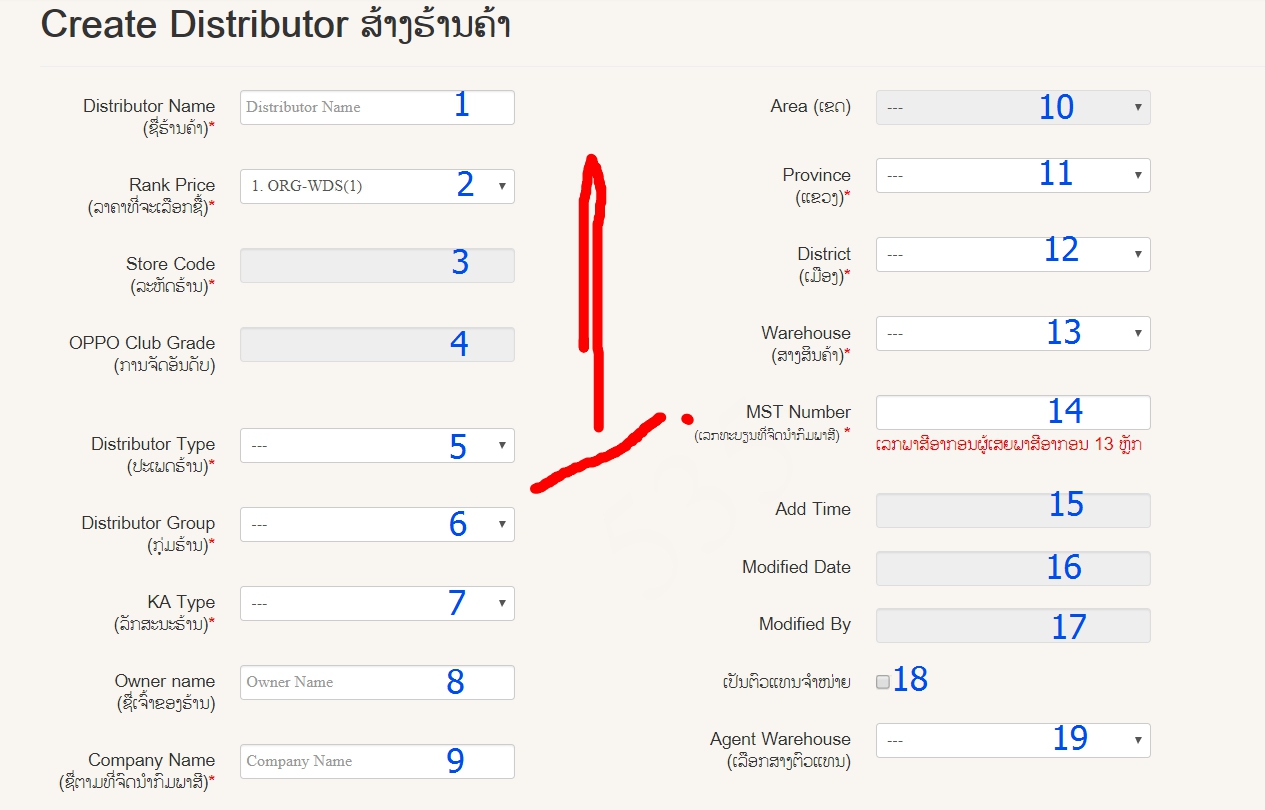 Create Distributor ສ້າງຮ້ານຄ້າ
Distributor Name
(ຊື່ຮ້ານຄ້າ)*
Distributor Name 1
Rank Price
(ລາຄາທີ່ຈະເລືອກຊື້)*
1. ORG-WDS(1) 2
Store Code
(ລະຫັດຮ້ານ)*
3
OPPO Club Grade
(ການຈັດອັນດັບ)
4
Distributor Type
(ປະເພດຮ້ານ)*
--- 5
Distributor Group
(ກຸ່ມຮ້ານ)*
--- 6
KA Type
(ລັກສະນະຮ້ານ)*
--- 7
Owner name
(ຊື່ເຈົ້າຂອງຮ້ານ)
Owner Name 8
Company Name
(ຊື່ຕາມທີ່ຈົດນຳກົມພາສີ)*
Company Name 9
Area (ເຂດ)
--- 10
Province
(ແຂວງ)*
--- 11
District
(ເມືອງ)*
--- 12
Warehouse
(ສາງສິນຄ້າ)*
--- 13
MST Number
(ເລກທະບຽນທີ່ຈົດນຳກົມພາສີ) *
14
ເລກພາສີອາກອນຜູ້ເສຍພາສີອາກອນ 13 ຫຼັກ
Add Time
15
Modified Date
16
Modified By
17
ເປັນຕົວແທນຈຳໜ່າຍ
18
Agent Warehouse
(ເລືອກສາງຕົວແທນ)
--- 19